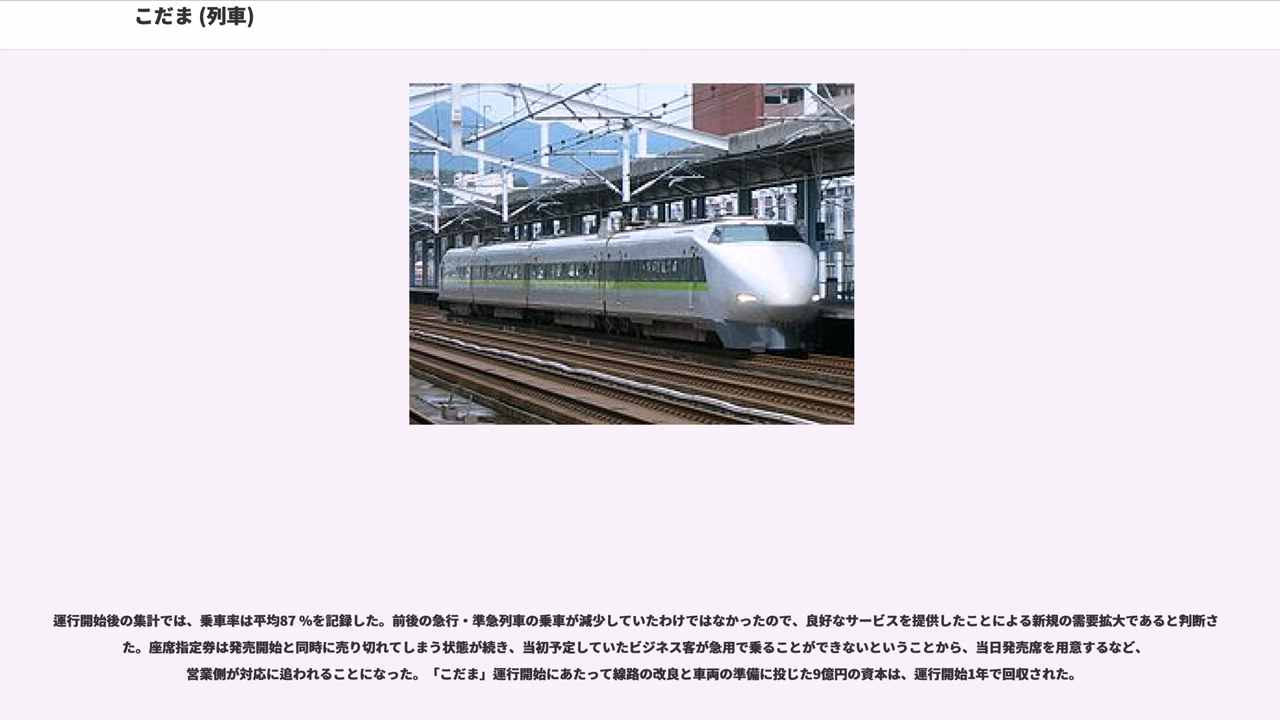 こだま (列車)
運行開始後の集計では、乗車率は平均87 %を記録した。前後の急行・準急列車の乗車が減少していたわけではなかったので、良好なサービスを提供したことによる新規の需要拡大であると判断さ
た。座席指定券は発売開始と同時に売り切れてしまう状態が続き、当初予定していたビジネス客が急用で乗ることができないということから、当日発売席を用意するなど、
営業側が対応に追われることになった。「こだま」運行開始にあたって線路の改良と車両の準備に投じた9億円の資本は、運行開始1年で回収された。